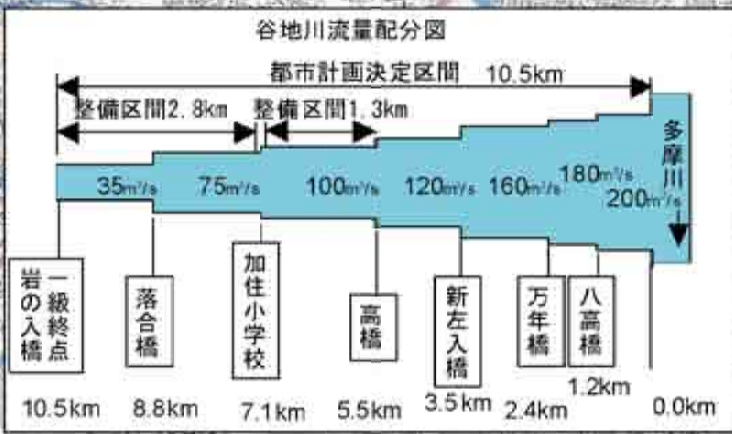 谷地川流量配分図
都市計画決定区間 10.5km
整備区間2.8km 整備区間1.3km
35m³/s 75m³/s 100m³/s 120m³/s 160m³/s 180m³/s 200m³/s
多摩川
一級終点
岩の入橋
落合橋
加住小学校
高橋
新左入橋
万年橋
八高橋
10.5km 8.8km 7.1km 5.5km 3.5km 2.4km 1.2km 0.0km